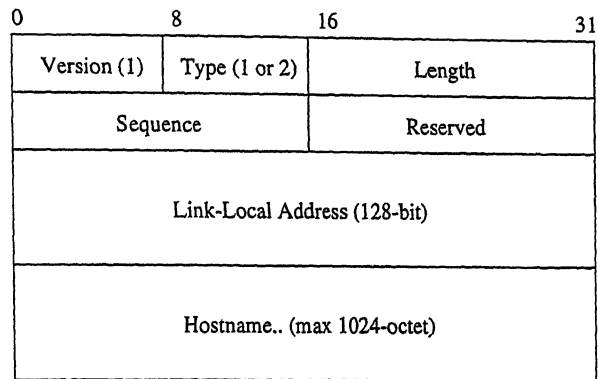 0 8 16 31
Version (1) Type (1 or 2) Length
Sequence Reserved
Link-Local Address (128-bit)
Hostname.. (max 1024-octet)